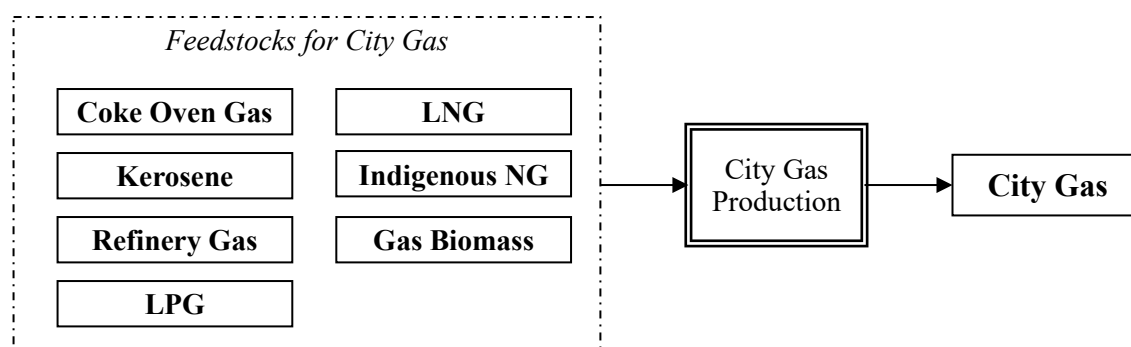 Feedstocks for City Gas
Coke Oven Gas
LNG
Kerosene
Indigenous NG
Refinery Gas
Gas Biomass
LPG
City Gas
Production
City Gas